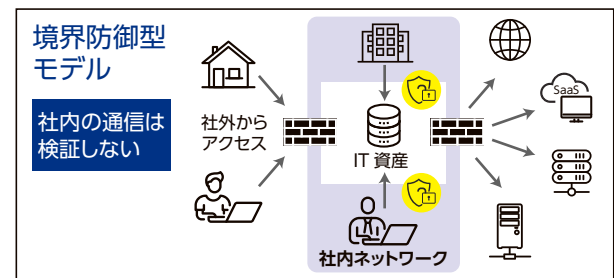 境界防御型
モデル
社内の通信は
検証しない
社外から
アクセス
IT 資産
社内ネットワーク
SaaS